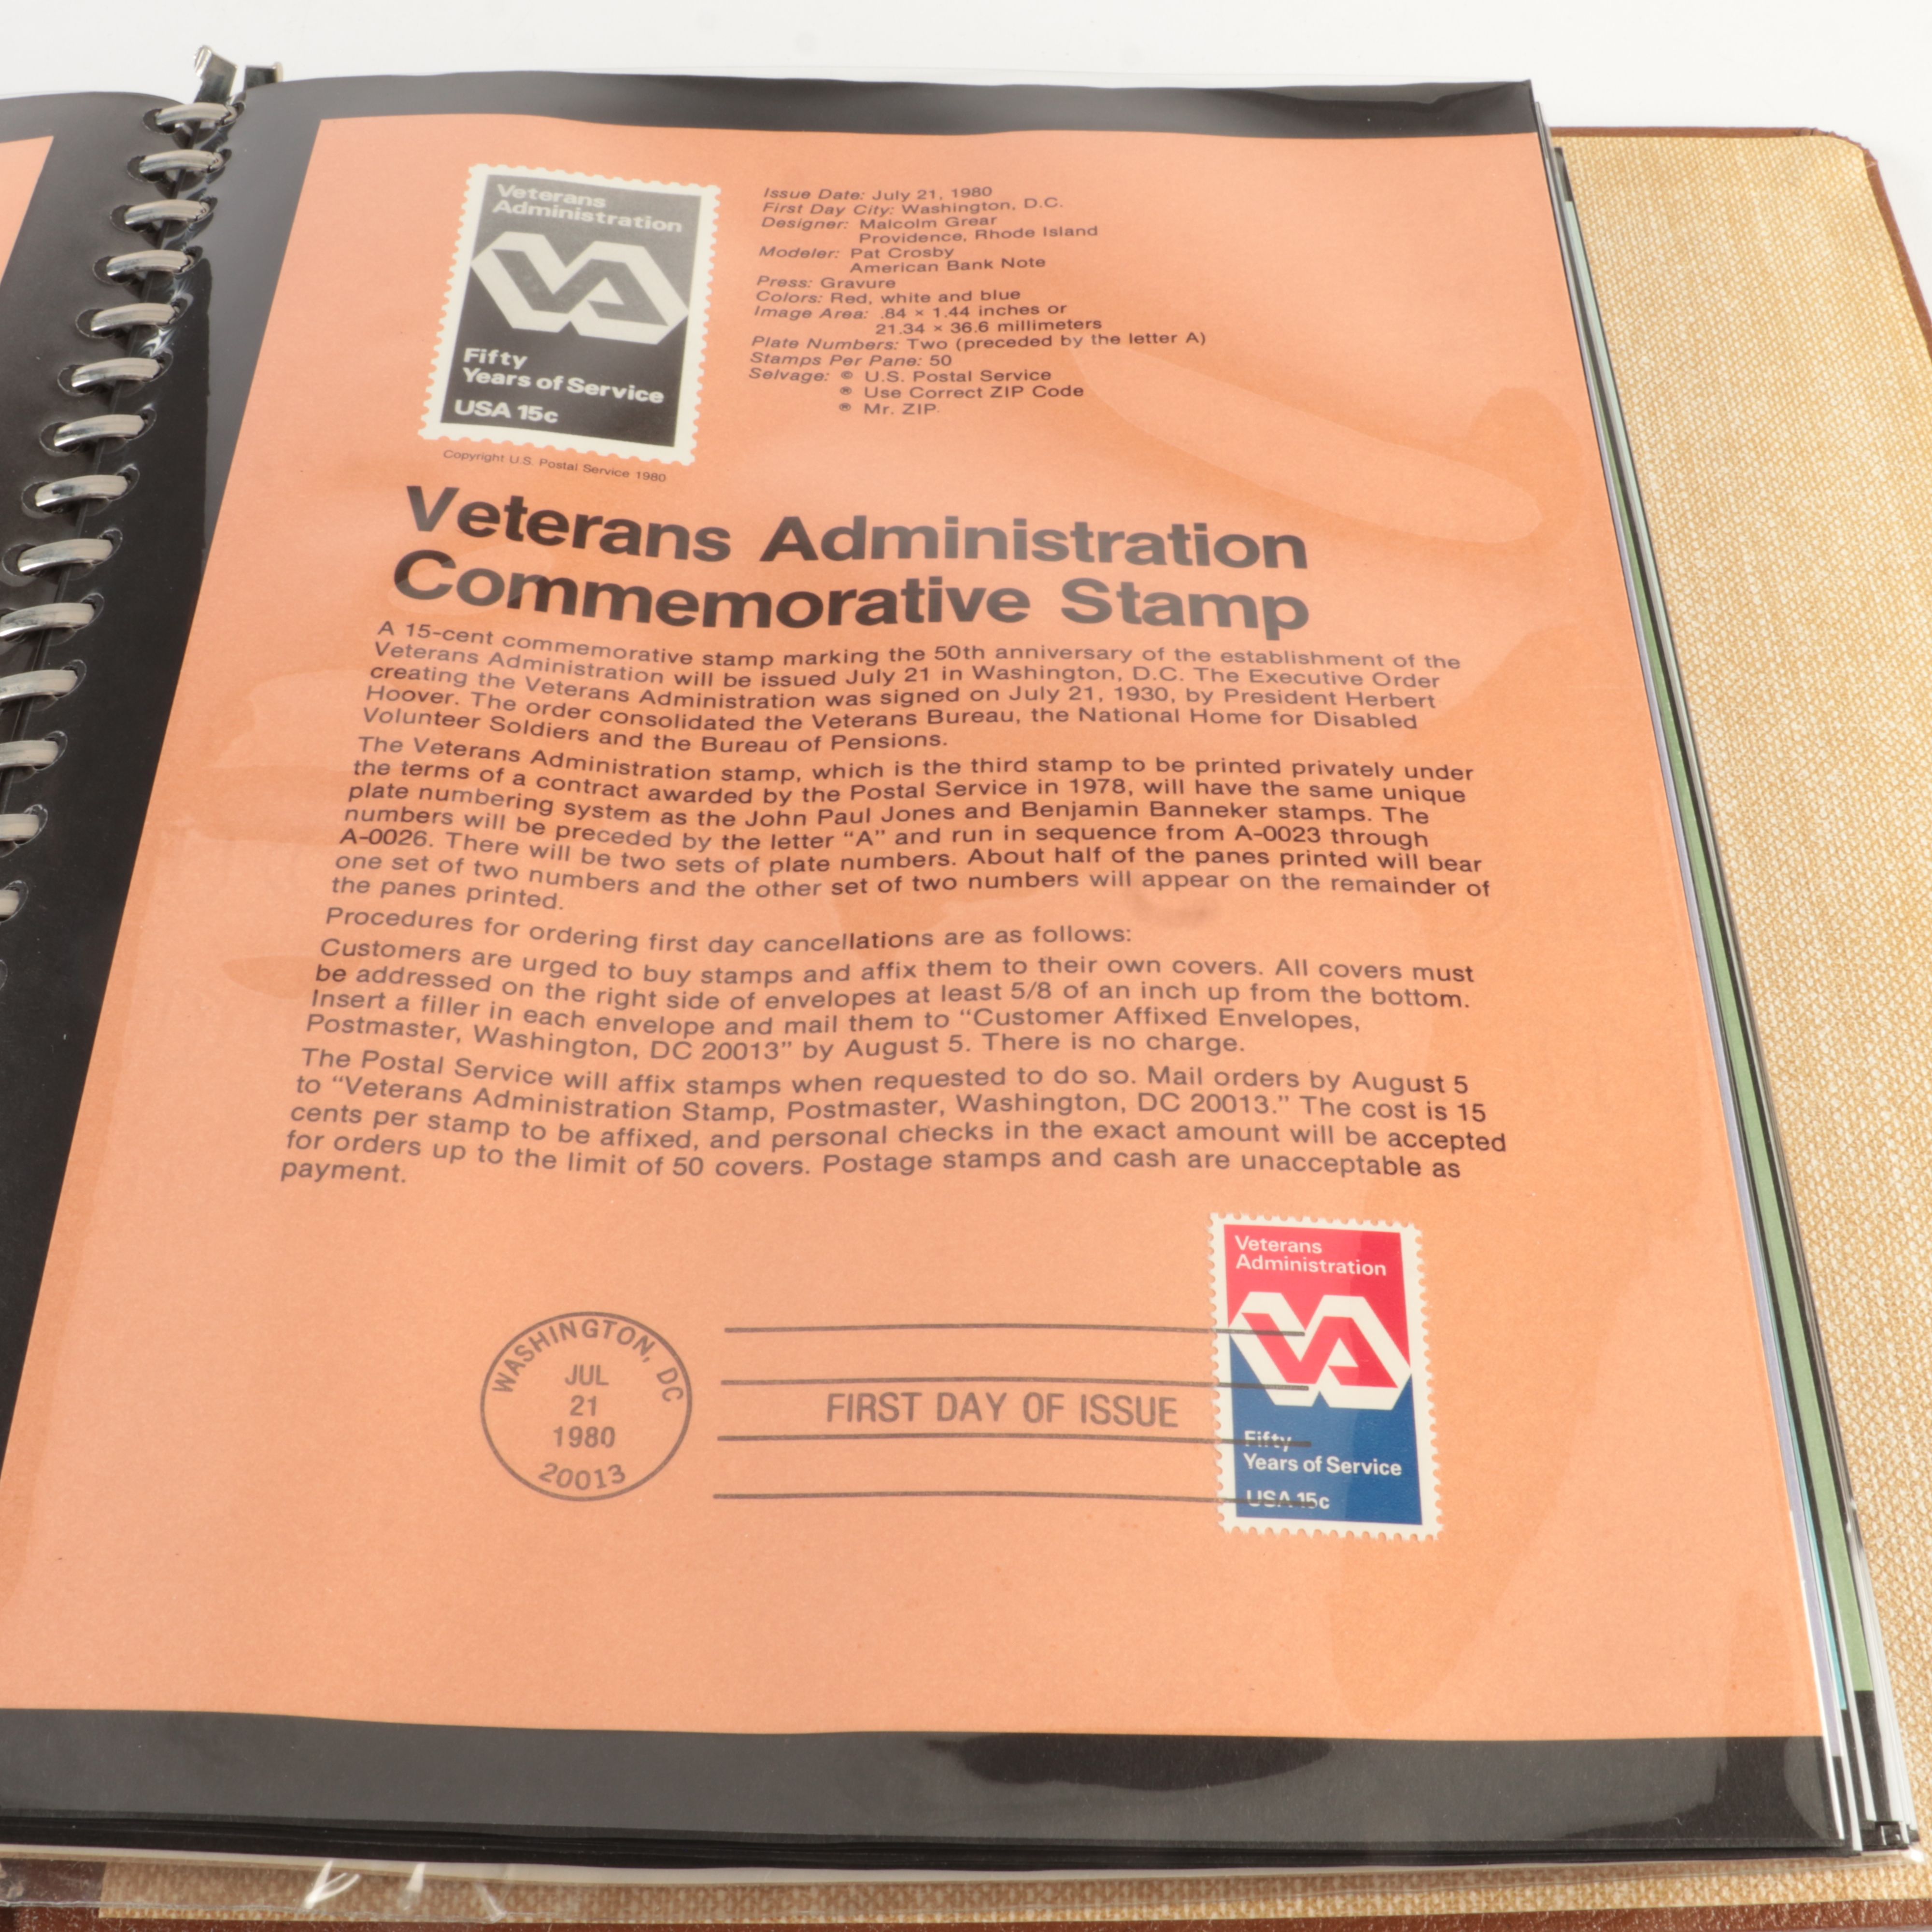 Veterans
Administration
VA
Fifty
Years of Service
USA 15c
Copyright U.S. Postal Service 1980
Issue Date: July 21, 1980
First Day City: Washington, D.C.
Designer: Malcolm Grear
Providence, Rhode Island
Modeler: Pat Crosby
American Bank Note
Press: Gravure
Colors: Red, white and blue
Image Area: .84 × 1.44 inches or
21.34 × 36.6 millimeters
Plate Numbers: Two (preceded by the letter A)
Stamps Per Pane: 50
Selvage: © U.S. Postal Service
® Use Correct ZIP Code
® Mr. ZIP
Veterans Administration
Commemorative Stamp
A 15-cent commemorative stamp marking the 50th anniversary of the establishment of the
Veterans Administration will be issued July 21 in Washington, D.C. The Executive Order
creating the Veterans Administration was signed on July 21, 1930, by President Herbert
Hoover. The order consolidated the Veterans Bureau, the National Home for Disabled
Volunteer Soldiers and the Bureau of Pensions.
The Veterans Administration stamp, which is the third stamp to be printed privately under
the terms of a contract awarded by the Postal Service in 1978, will have the same unique
plate numbering system as the John Paul Jones and Benjamin Banneker stamps. The
numbers will be preceded by the letter “A” and run in sequence from A-0023 through
A-0026. There will be two sets of plate numbers. About half of the panes printed will bear
one set of two numbers and the other set of two numbers will appear on the remainder of
the panes printed.
Procedures for ordering first day cancellations are as follows:
Customers are urged to buy stamps and affix them to their own covers. All covers must
be addressed on the right side of envelopes at least 5/8 of an inch up from the bottom.
Insert a filler in each envelope and mail them to “Customer Affixed Envelopes,
Postmaster, Washington, DC 20013” by August 5. There is no charge.
The Postal Service will affix stamps when requested to do so. Mail orders by August 5
to “Veterans Administration Stamp, Postmaster, Washington, DC 20013.” The cost is 15
cents per stamp to be affixed, and personal checks in the exact amount will be accepted
for orders up to the limit of 50 covers. Postage stamps and cash are unacceptable as
payment.
WASHINGTON, DC
JUL
21
1980
20013
FIRST DAY OF ISSUE
Veterans
Administration
VA
Fifty
Years of Service
USA 15c